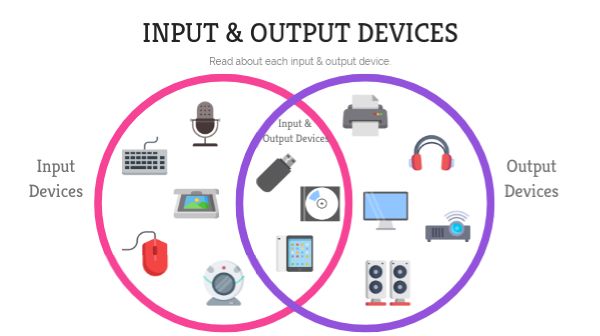 INPUT & OUTPUT DEVICES
Read about each input & output device.
Input &
Output Devices
Input
Devices
Output
Devices